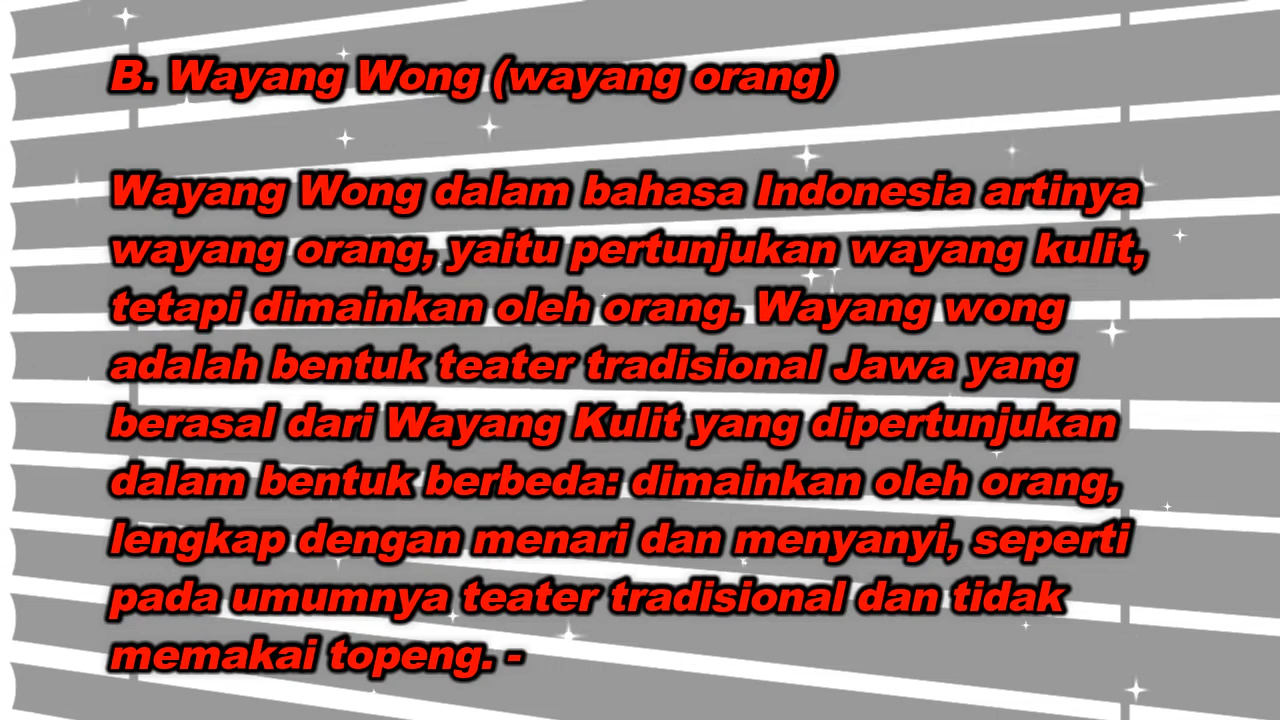 B. Wayang Wong (wayang orang)
Wayang Wong dalam bahasa Indonesia artinya
wayang orang, yaitu pertunjukan wayang kulit,
tetapi dimainkan oleh orang. Wayang wong
adalah bentuk teater tradisional Jawa yang
berasal dari Wayang Kulit yang dipertunjukan
dalam bentuk berbeda: dimainkan oleh orang,
lengkap dengan menari dan menyanyi, seperti
pada umumnya teater tradisional dan tidak
memakai topeng. -